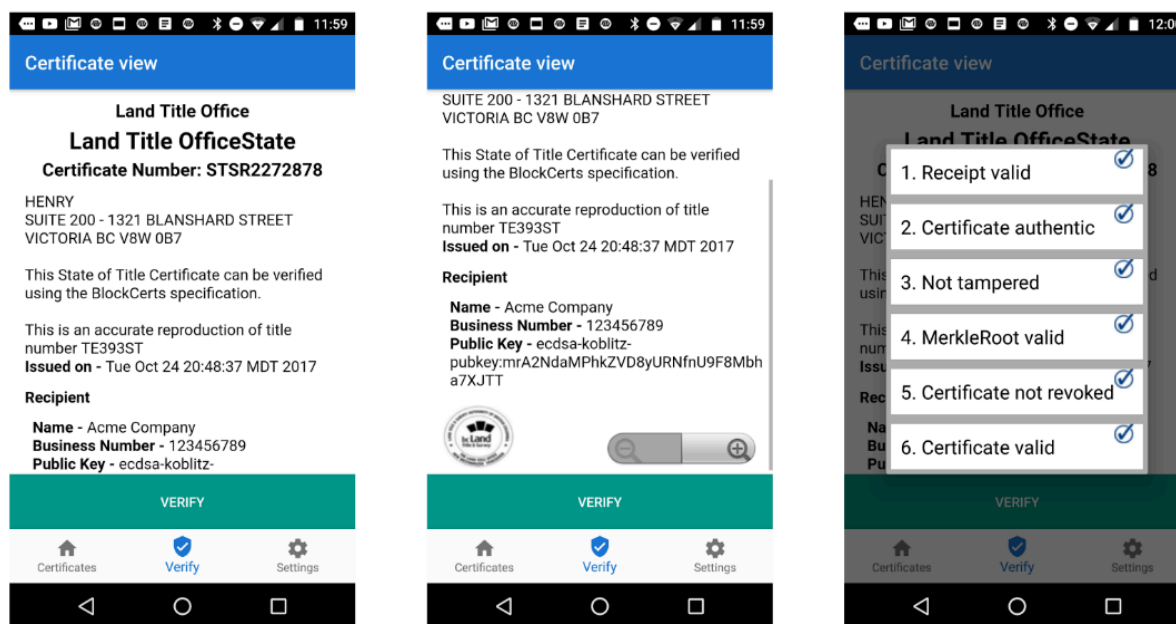 11:59
Certificate view
Land Title Office
Land Title OfficeState
Certificate Number: STSR2272878
HENRY
SUITE 200 - 1321 BLANSHARD STREET
VICTORIA BC V8W 0B7
This State of Title Certificate can be verified
using the BlockCerts specification.
This is an accurate reproduction of title
number TE393ST
Issued on - Tue Oct 24 20:48:37 MDT 2017
Recipient
Name - Acme Company
Business Number - 123456789
Public Key - ecdsa-koblitz-
VERIFY
Certificates
Verify
Settings
11:59
Certificate view
SUITE 200 - 1321 BLANSHARD STREET
VICTORIA BC V8W 0B7
This State of Title Certificate can be verified
using the BlockCerts specification.
This is an accurate reproduction of title
number TE393ST
Issued on - Tue Oct 24 20:48:37 MDT 2017
Recipient
Name - Acme Company
Business Number - 123456789
Public Key - ecdsa-koblitz-
pubkey:mrA2NdaMPhkZVD8yURNfnU9F8Mbh
a7XJTT
bc Land
Title & Survey
VERIFY
Certificates
Verify
Settings
12:00
Certificate view
Land Title Office
Land Title OfficeState
1. Receipt valid
2. Certificate authentic
3. Not tampered
4. MerkleRoot valid
5. Certificate not revoked
6. Certificate valid
VERIFY
Certificates
Verify
Settings